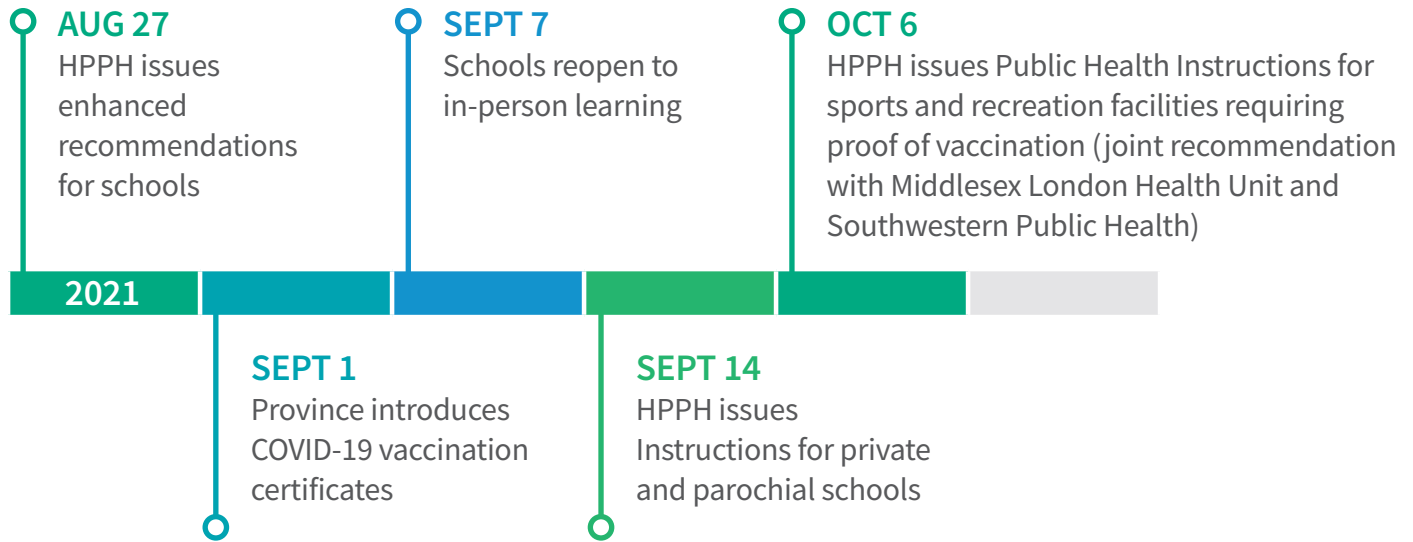 AUG 27
HPPH issues
enhanced
recommendations
for schools
SEPT 7
Schools reopen to
in-person learning
OCT 6
HPPH issues Public Health Instructions for
sports and recreation facilities requiring
proof of vaccination (joint recommendation
with Middlesex London Health Unit and
Southwestern Public Health)
2021
SEPT 1
Province introduces
COVID-19 vaccination
certificates
SEPT 14
HPPH issues
Instructions for private
and parochial schools